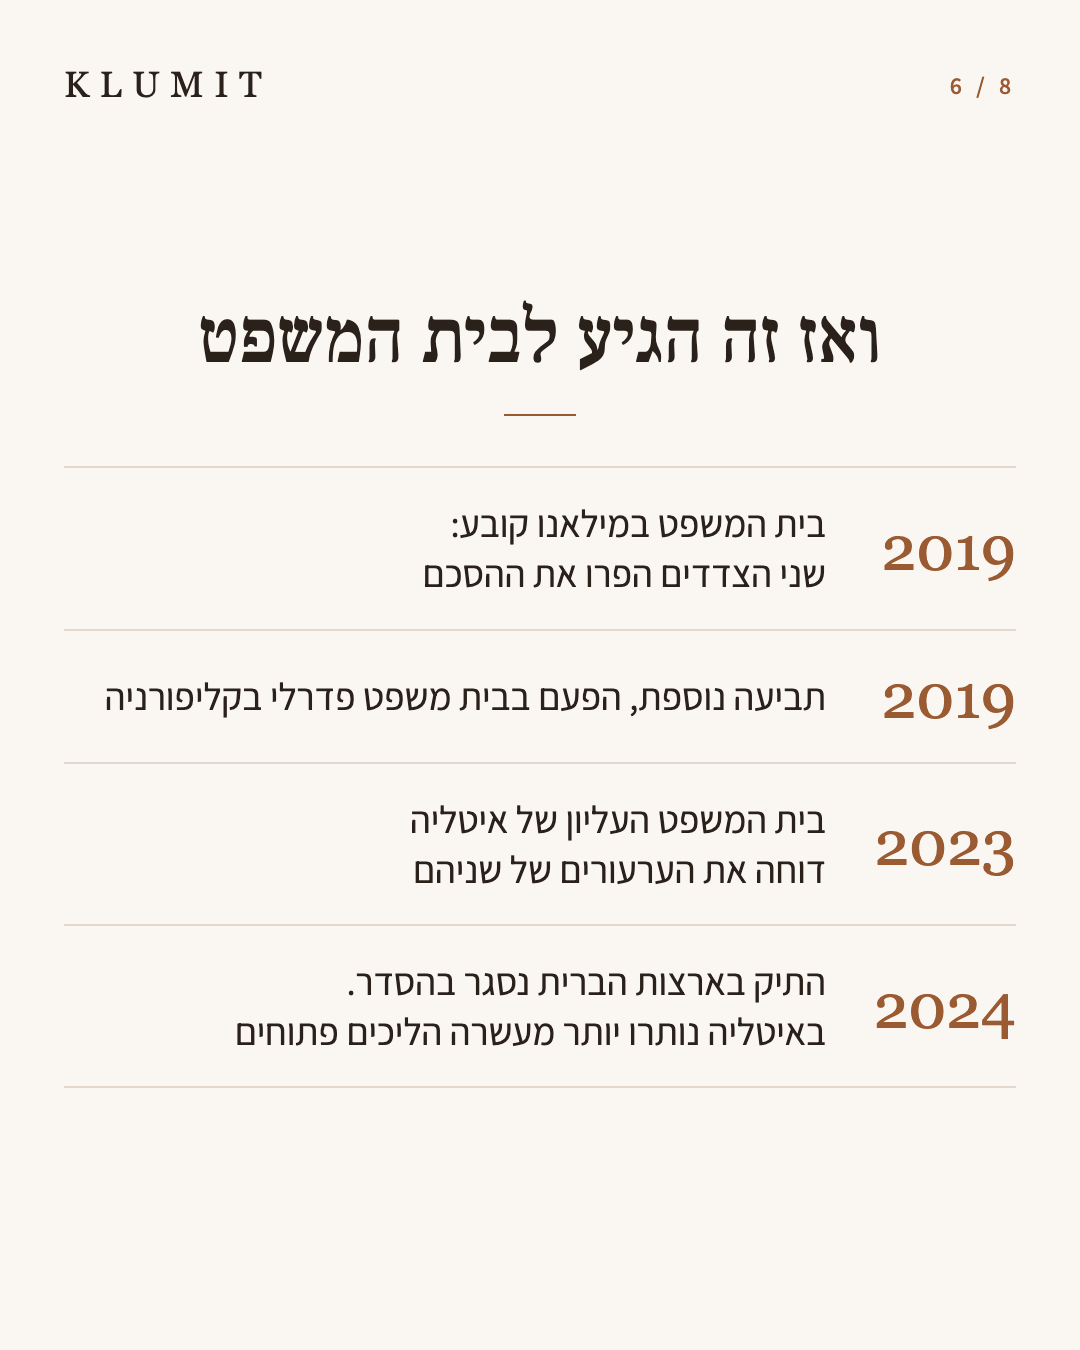 KLUMIT
6 / 8
ואז זה הגיע לבית המשפט
2019
בית המשפט במילאנו קובע:
שני הצדדים הפרו את ההסכם
2019
תביעה נוספת, הפעם בבית משפט פדרלי בקליפורניה
2023
בית המשפט העליון של איטליה
דוחה את הערעורים של שניהם
2024
התיק בארצות הברית נסגר בהסדר.
באיטליה נותרו יותר מעשרה הליכים פתוחים